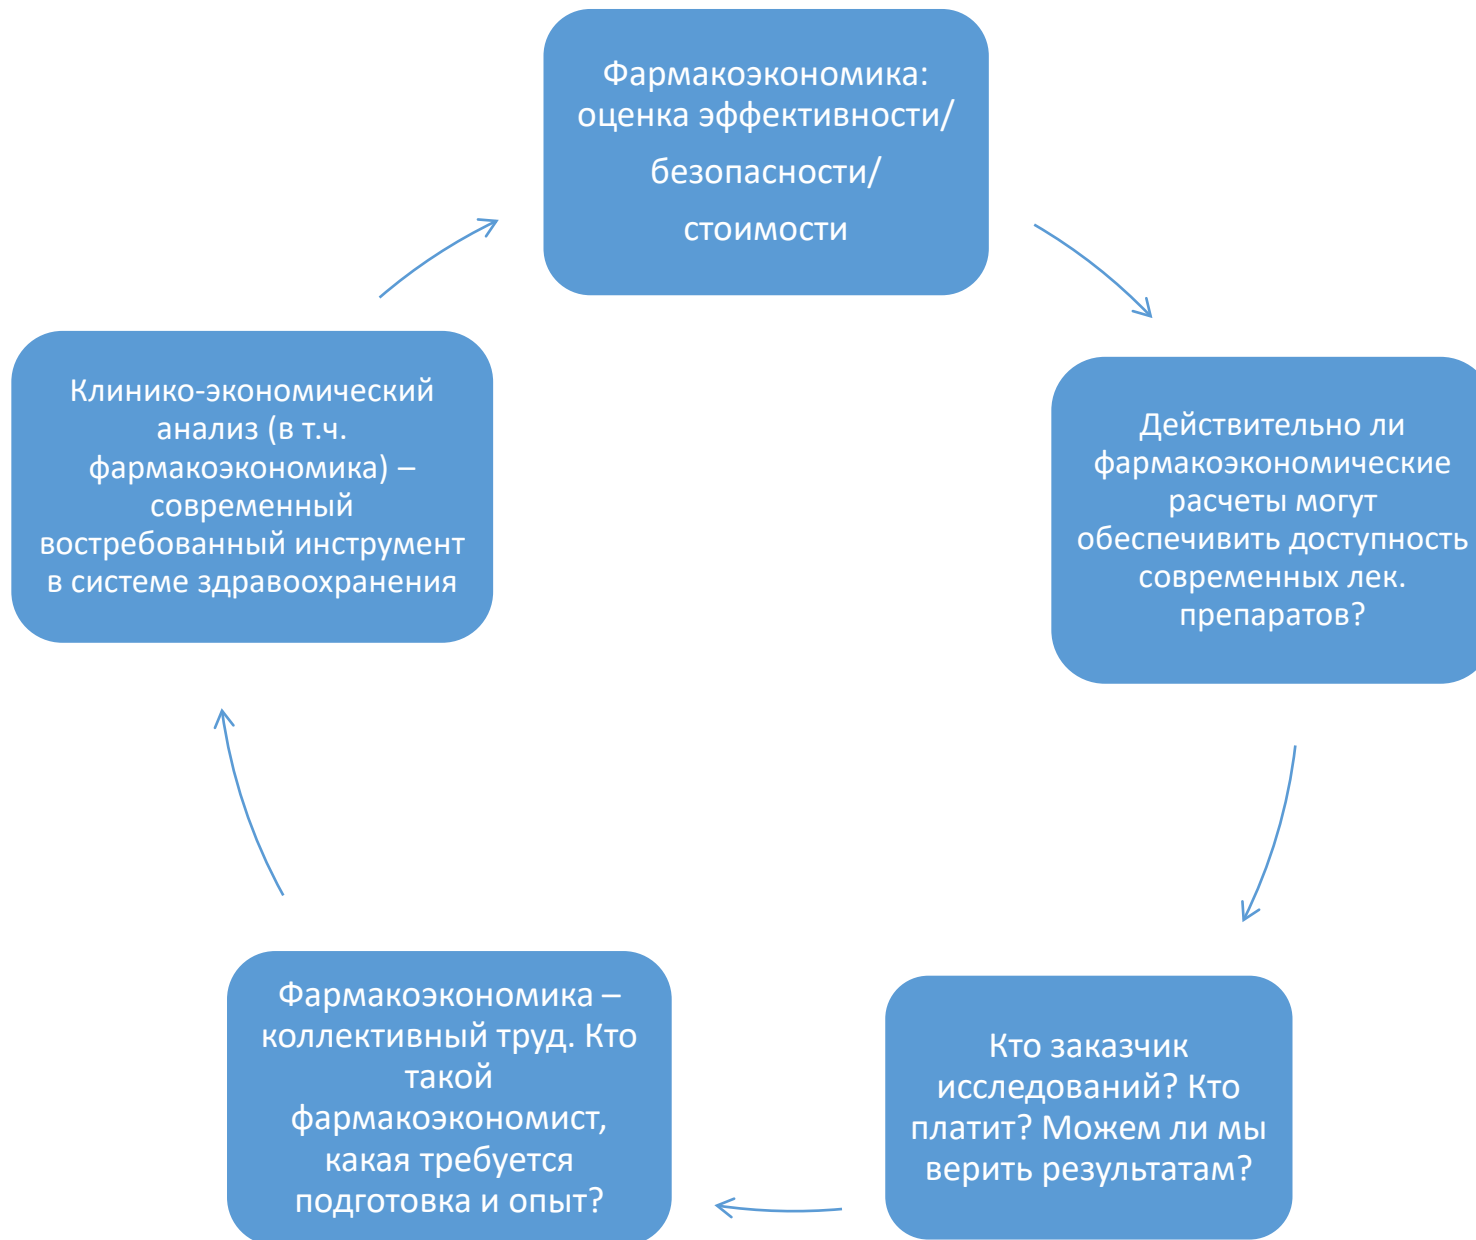 Фармакоэкономика:
оценка эффективности/
безопасности/
стоимости
Действительно ли
фармакоэкономические
расчеты могут
обеспечивить доступность
современных лек.
препаратов?
Кто заказчик
исследований? Кто
платит? Можем ли мы
верить результатам?
Фармакоэкономика –
коллективный труд. Кто
такой
фармакоэкономист,
какая требуется
подготовка и опыт?
Клинико-экономический
анализ (в т.ч.
фармакоэкономика) –
современный
востребованный инструмент
в системе здравоохранения